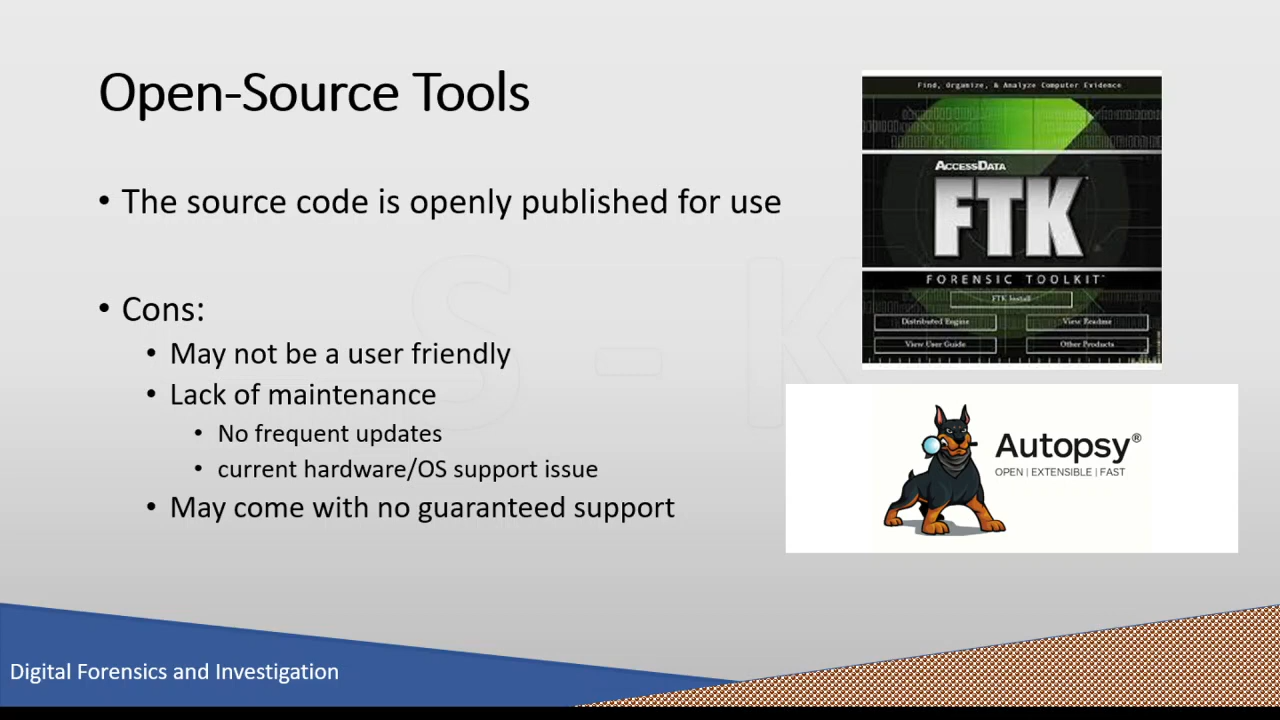 Open-Source Tools
• The source code is openly published for use
• Cons:
• May not be a user friendly
• Lack of maintenance
• No frequent updates
• current hardware/OS support issue
• May come with no guaranteed support
Find, Organize, & Analyze Computer Evidence
ACCESSDATA
FTK
FORENSIC TOOLKIT
FTK Install
Distributed Engine
View Readme
View User Guide
Other Products
Autopsy®
OPEN | EXTENSIBLE | FAST
S - K
Digital Forensics and Investigation